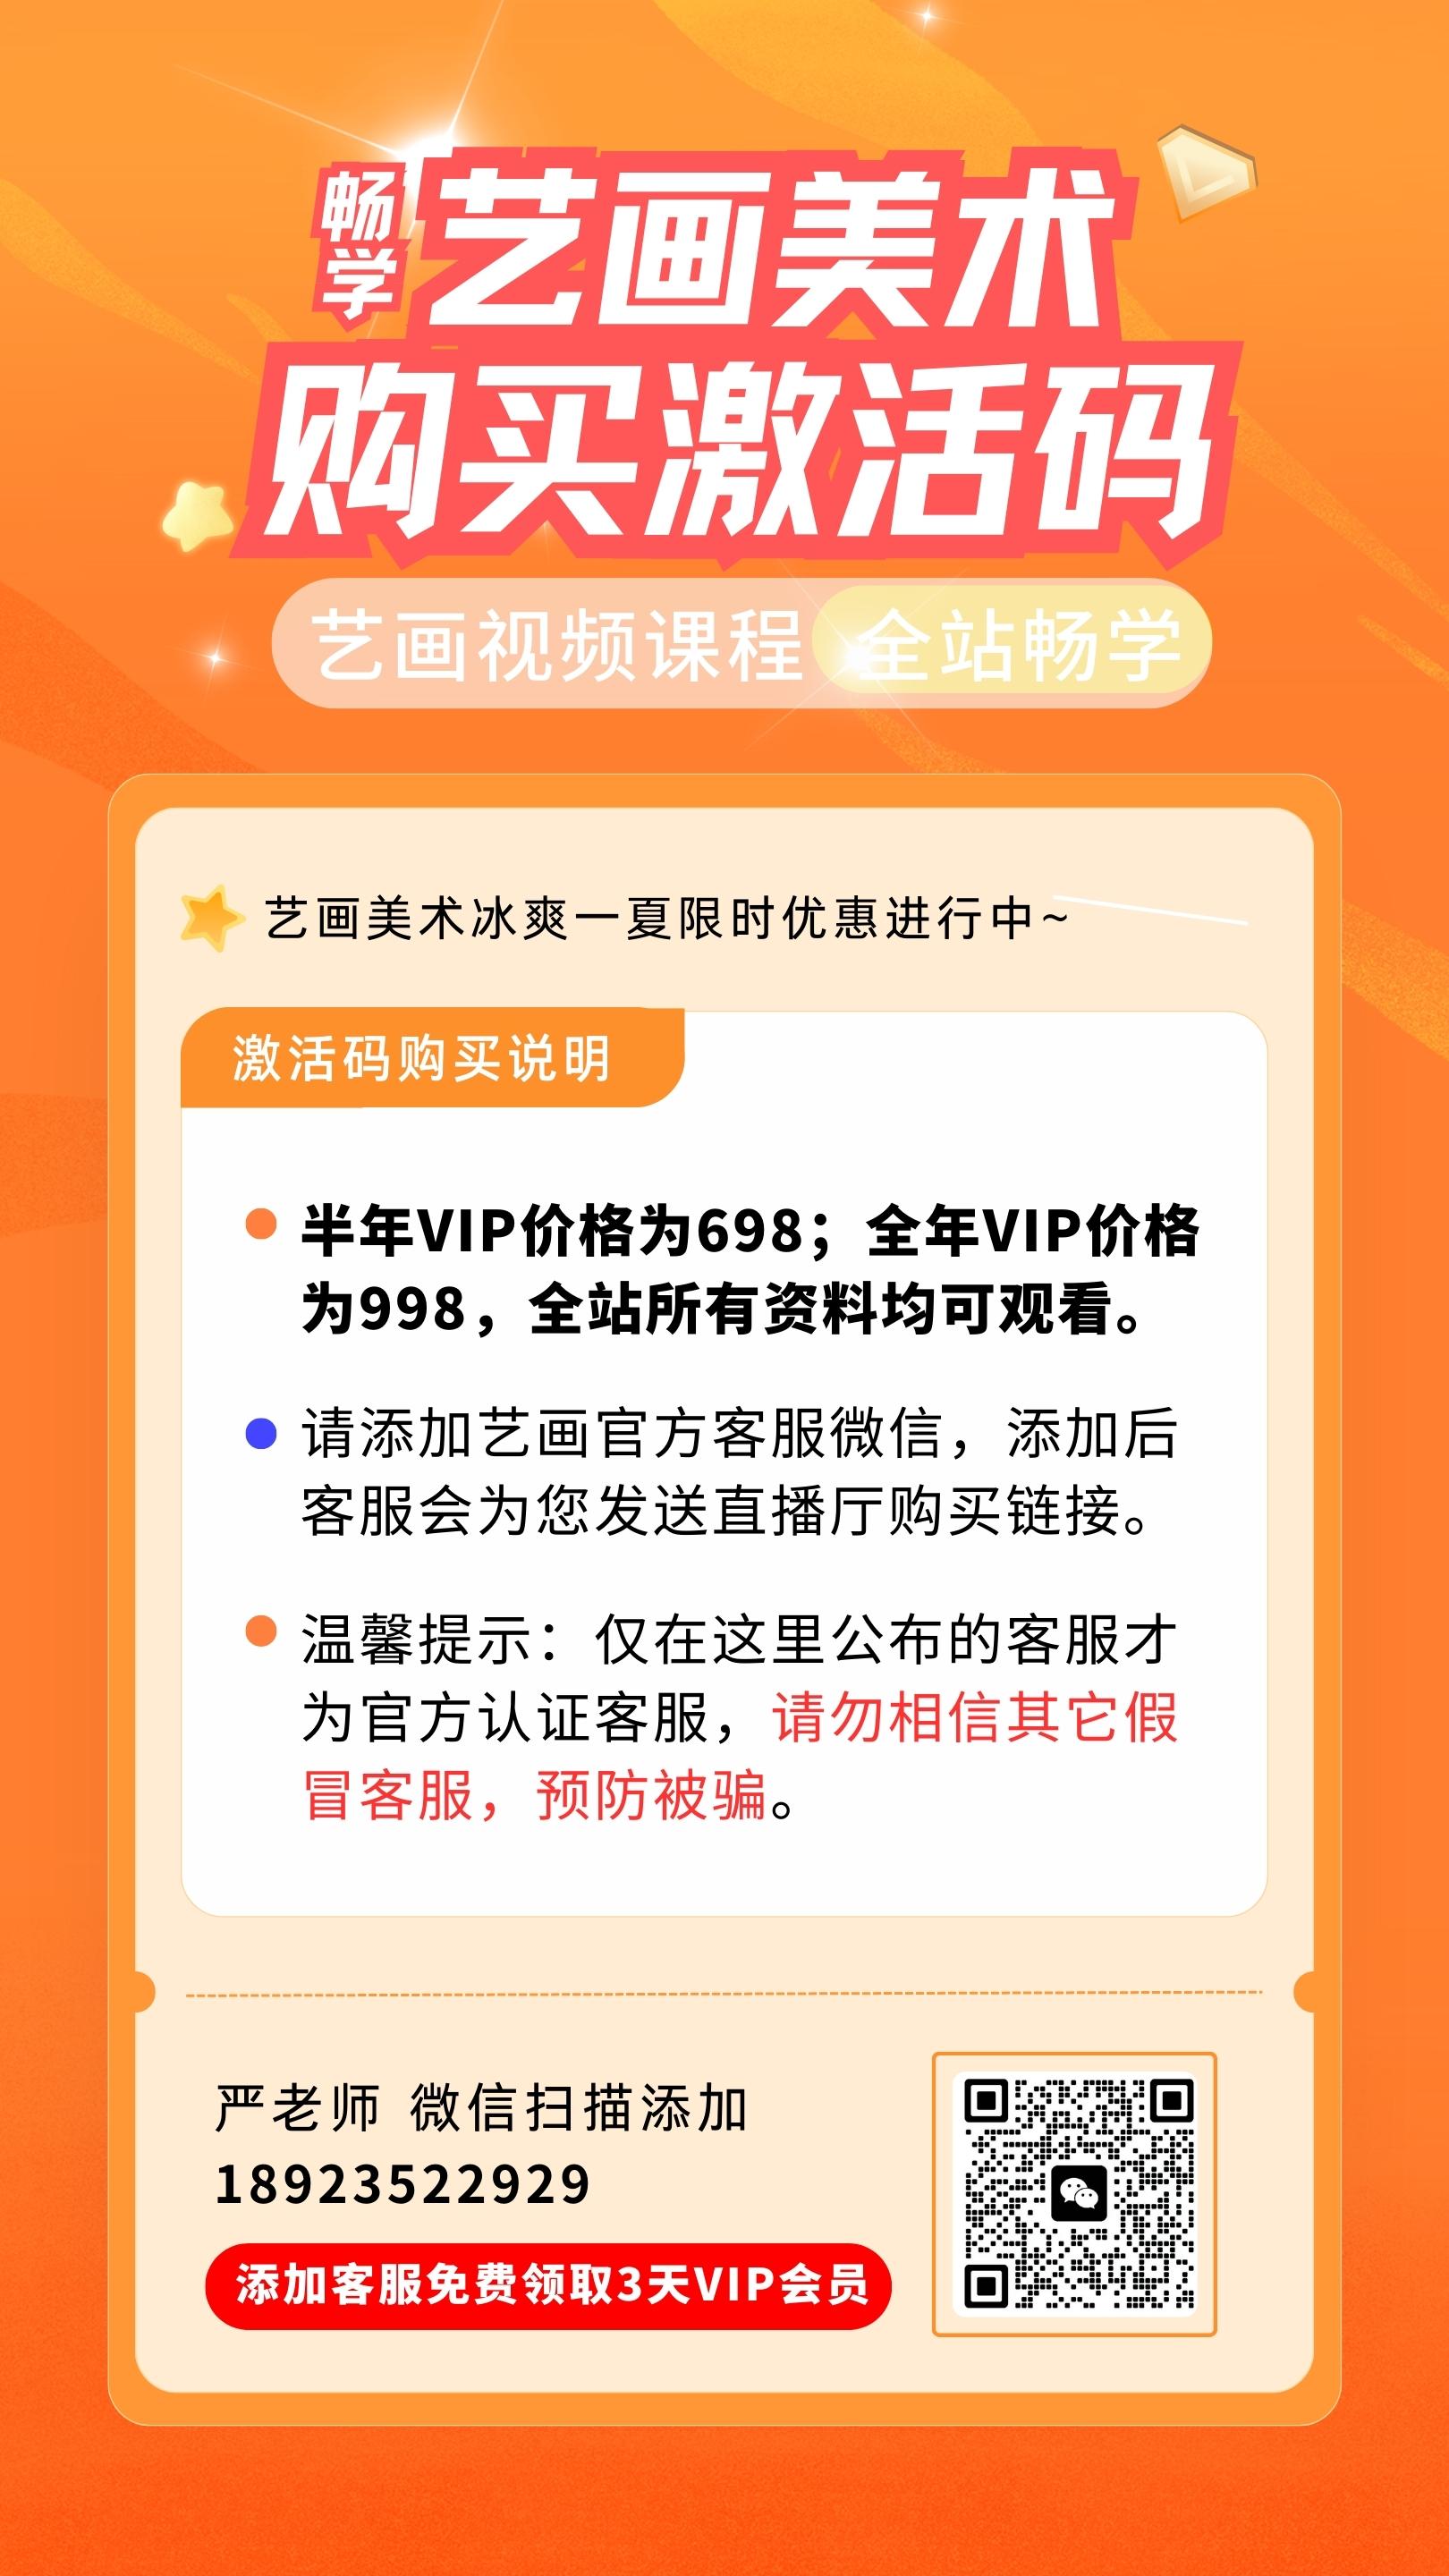 畅学 艺画美术
购买激活码
艺画视频课程 全站畅学
艺画美术冰爽一夏限时优惠进行中~
激活码购买说明
半年VIP价格为698；全年VIP价格
为998，全站所有资料均可观看。
请添加艺画官方客服微信，添加后
客服会为您发送直播厅购买链接。
温馨提示：仅在这里公布的客服才
为官方认证客服，请勿相信其它假
冒客服，预防被骗。
严老师 微信扫描添加
18923522929
添加客服免费领取3天VIP会员